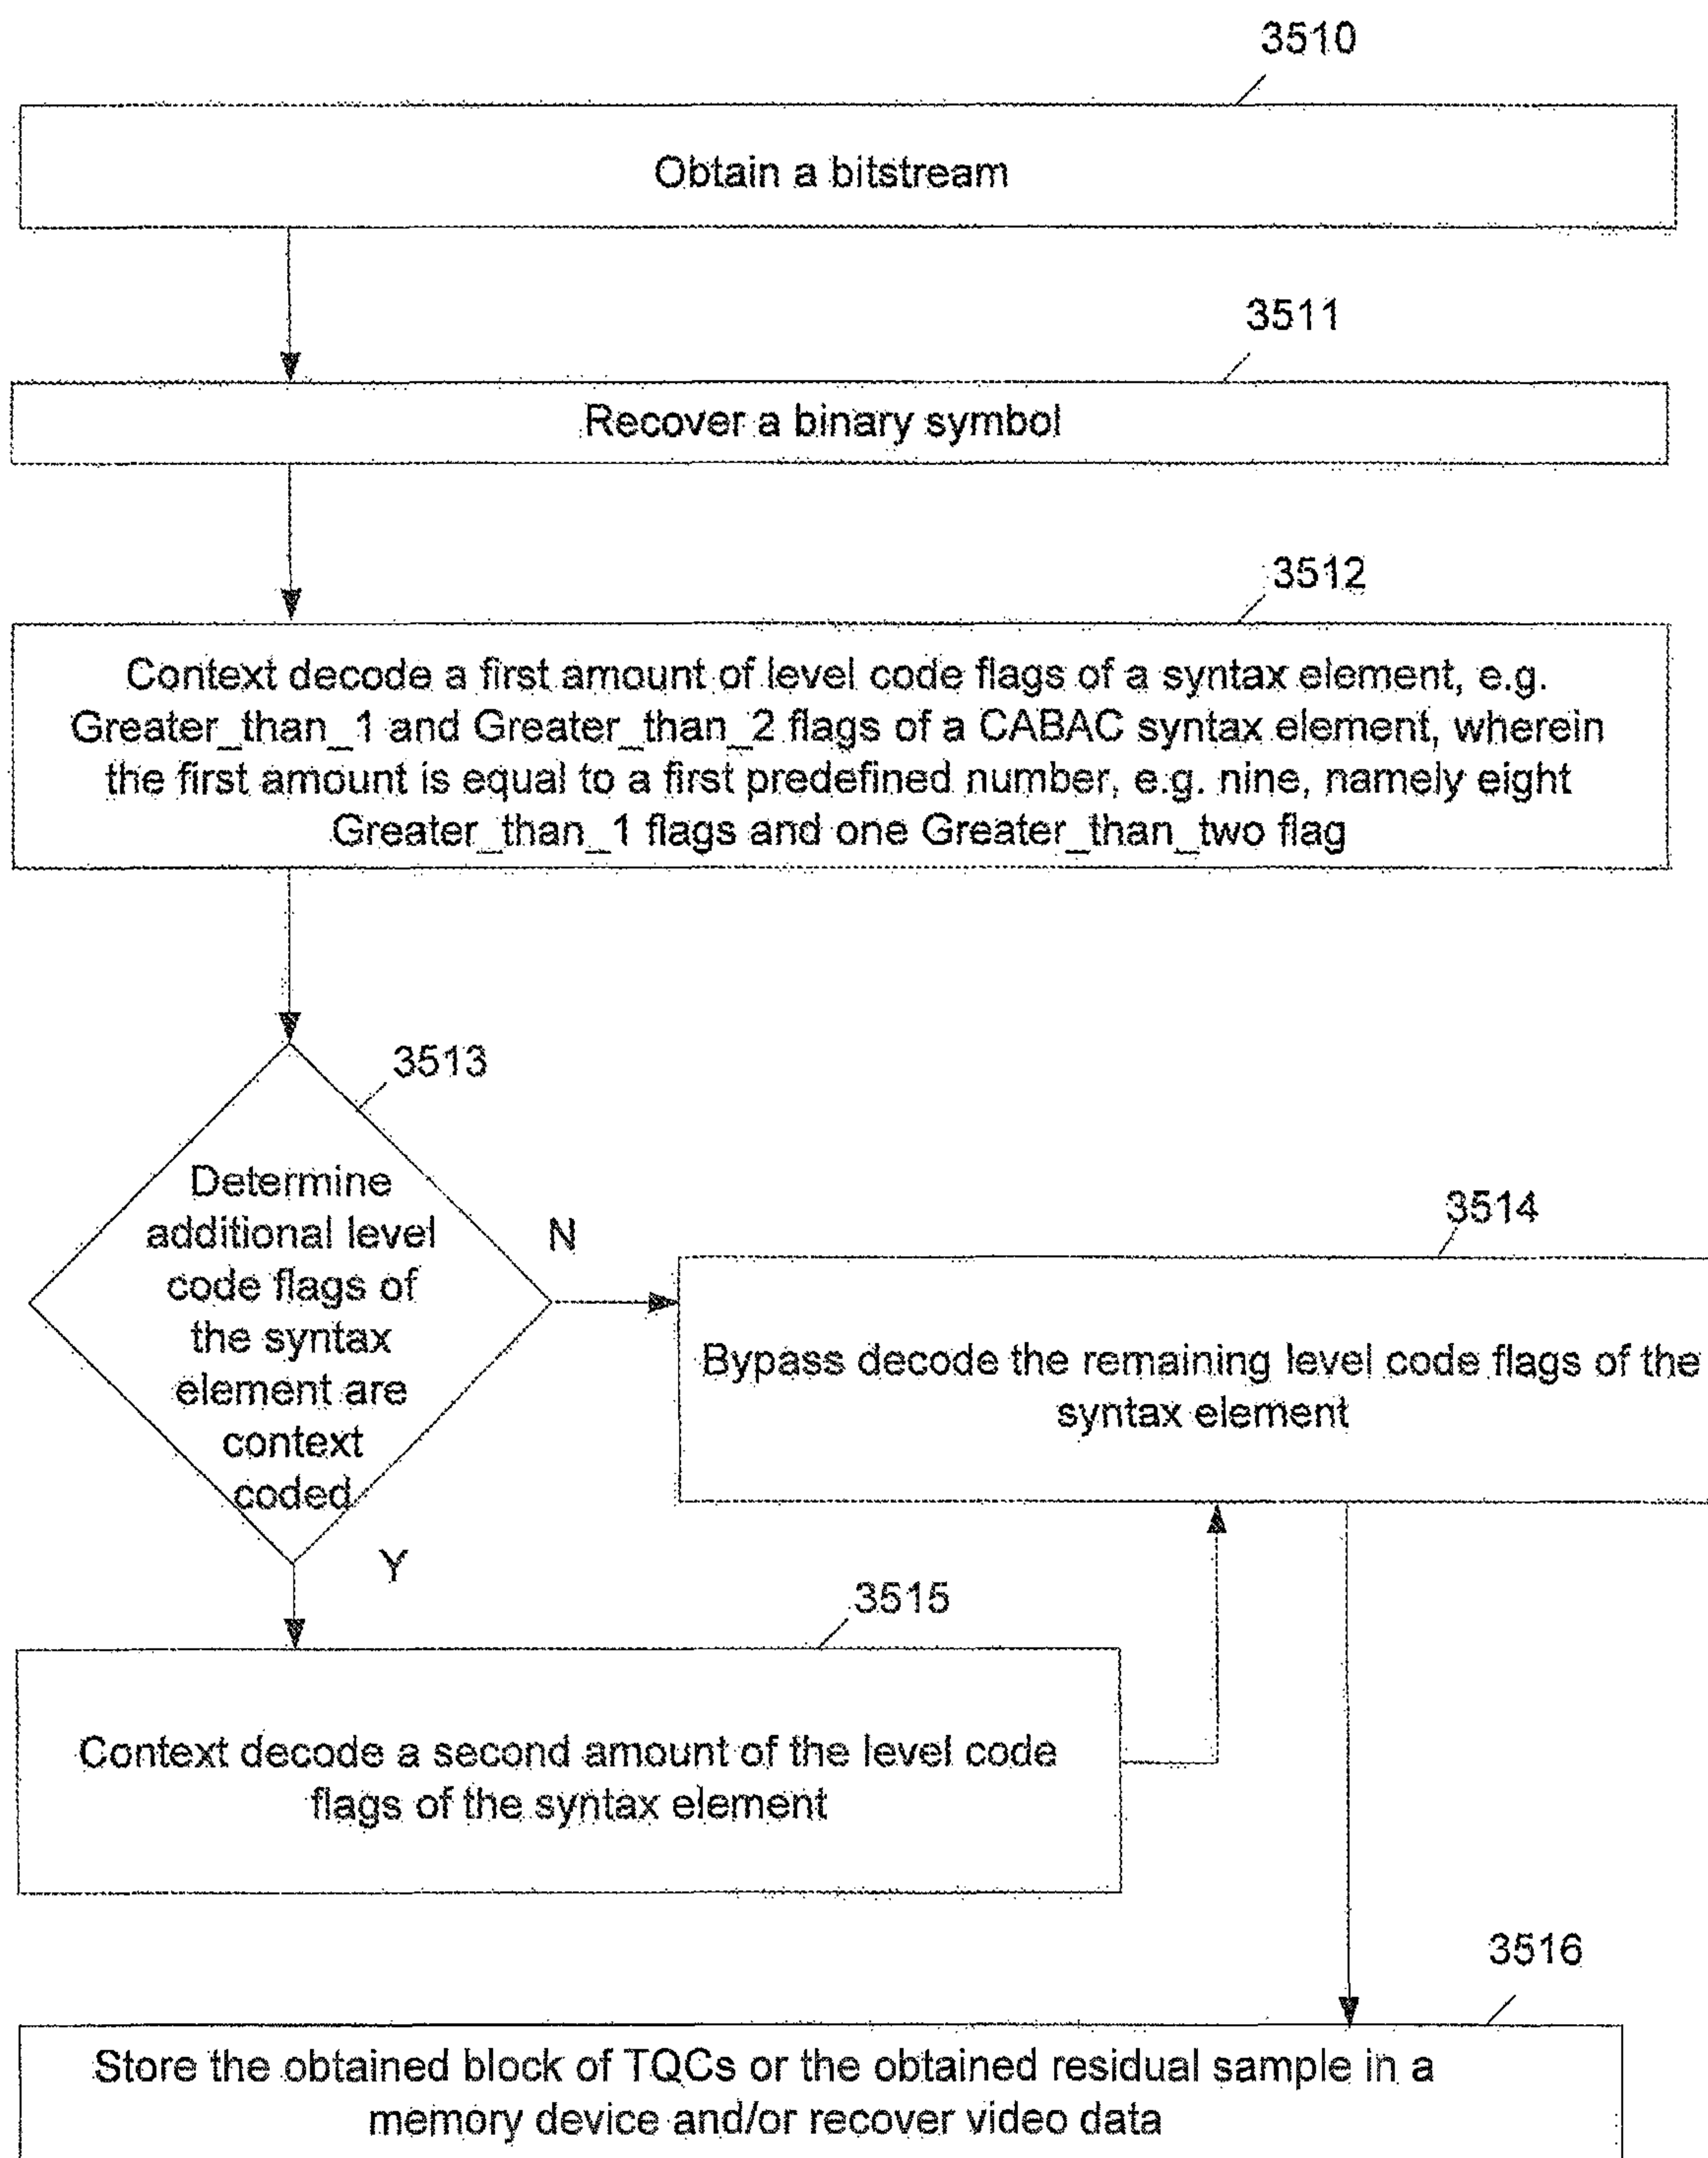 3510
Obtain a bitstream
3511
Recover a binary symbol
3512
Context decode a first amount of level code flags of a syntax element, e.g.
Greater_than_1 and Greater_than_2 flags of a CABAC syntax element, wherein
the first amount is equal to a first predefined number, e.g. nine, namely eight
Greater_than_1 flags and one Greater_than_two flag
3513
Determine
additional level
code flags of
the syntax
element are
context
coded
N
Y
3514
Bypass decode the remaining level code flags of the
syntax element
3515
Context decode a second amount of the level code
flags of the syntax element
3516
Store the obtained block of TQCs or the obtained residual sample in a
memory device and/or recover video data